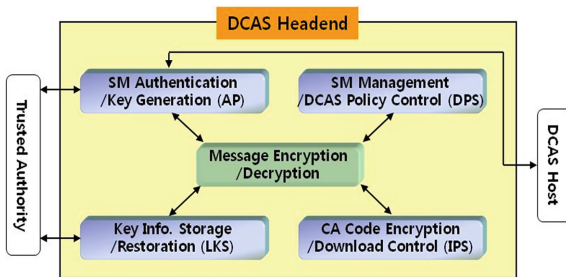 DCAS Headend
SM Authentication
/Key Generation (AP)
SM Management
/DCAS Policy Control (DPS)
Trusted Authority
Message Encryption
/Decryption
DCAS Host
Key Info. Storage
/Restoration (LKS)
CA Code Encryption
/Download Control (IPS)